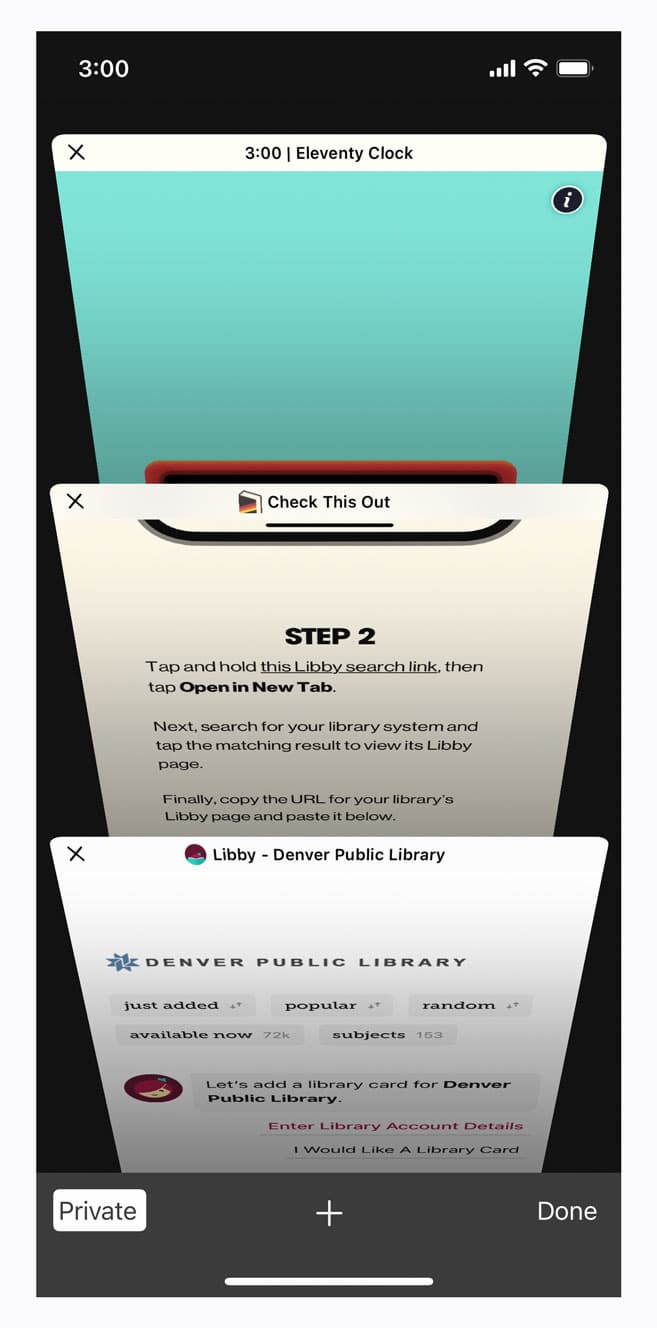 3:00
3:00 | Eleventy Clock
i
Check This Out
STEP 2
Tap and hold this Libby search link, then
tap Open in New Tab.
Next, search for your library system and
tap the matching result to view its Libby
page.
Finally, copy the URL for your library's
Libby page and paste it below.
Libby - Denver Public Library
DENVER PUBLIC LIBRARY
just added popular random
available now 72k subjects 153
Let's add a library card for Denver
Public Library.
Enter Library Account Details
I Would Like A Library Card
Private Done